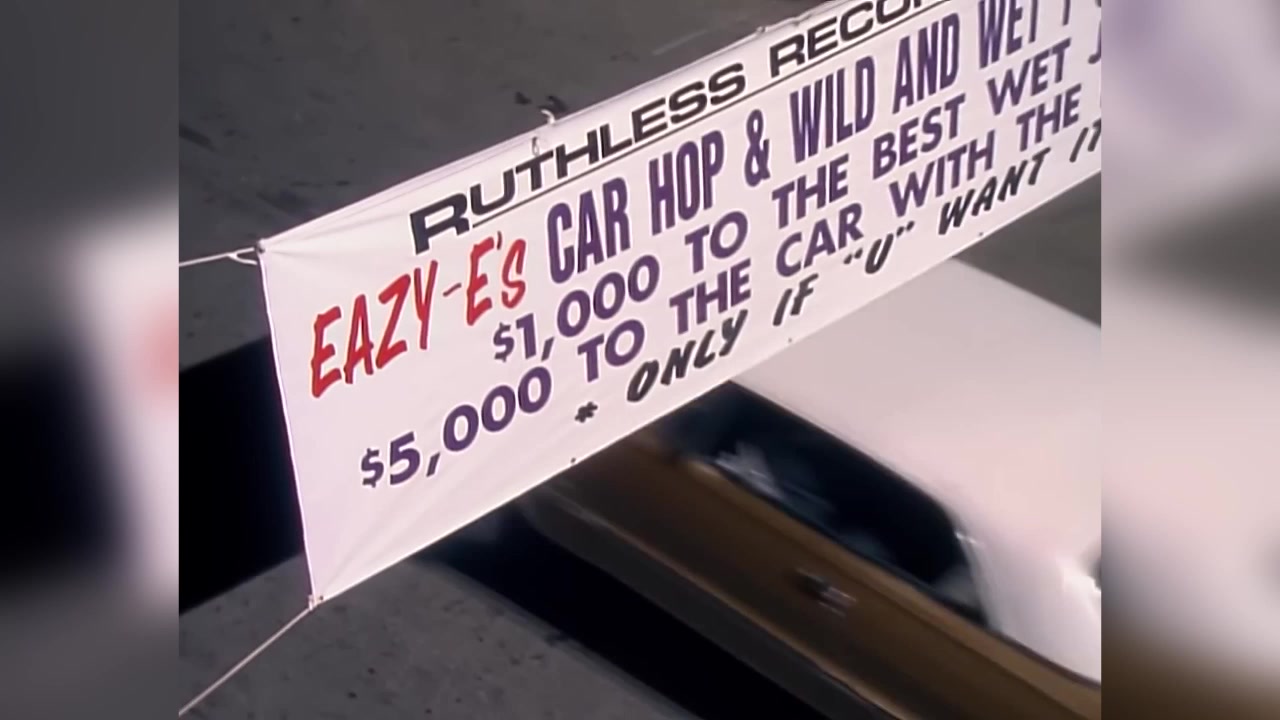 RUTHLESS
EAZY-E'S CAR HOP & WILD AND WET
$1,000 TO THE BEST WET
$5,000 TO THE CAR WITH THE
* ONLY IF "U" WANT IT